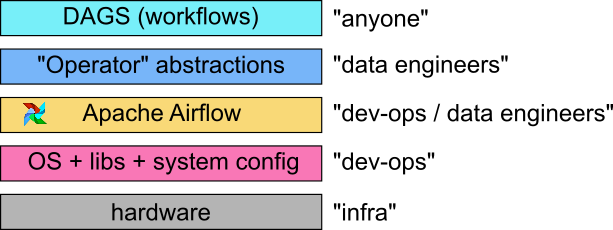 DAGS (workflows) "anyone"
"Operator" abstractions "data engineers"
Apache Airflow "dev-ops / data engineers"
OS + libs + system config "dev-ops"
hardware "infra"